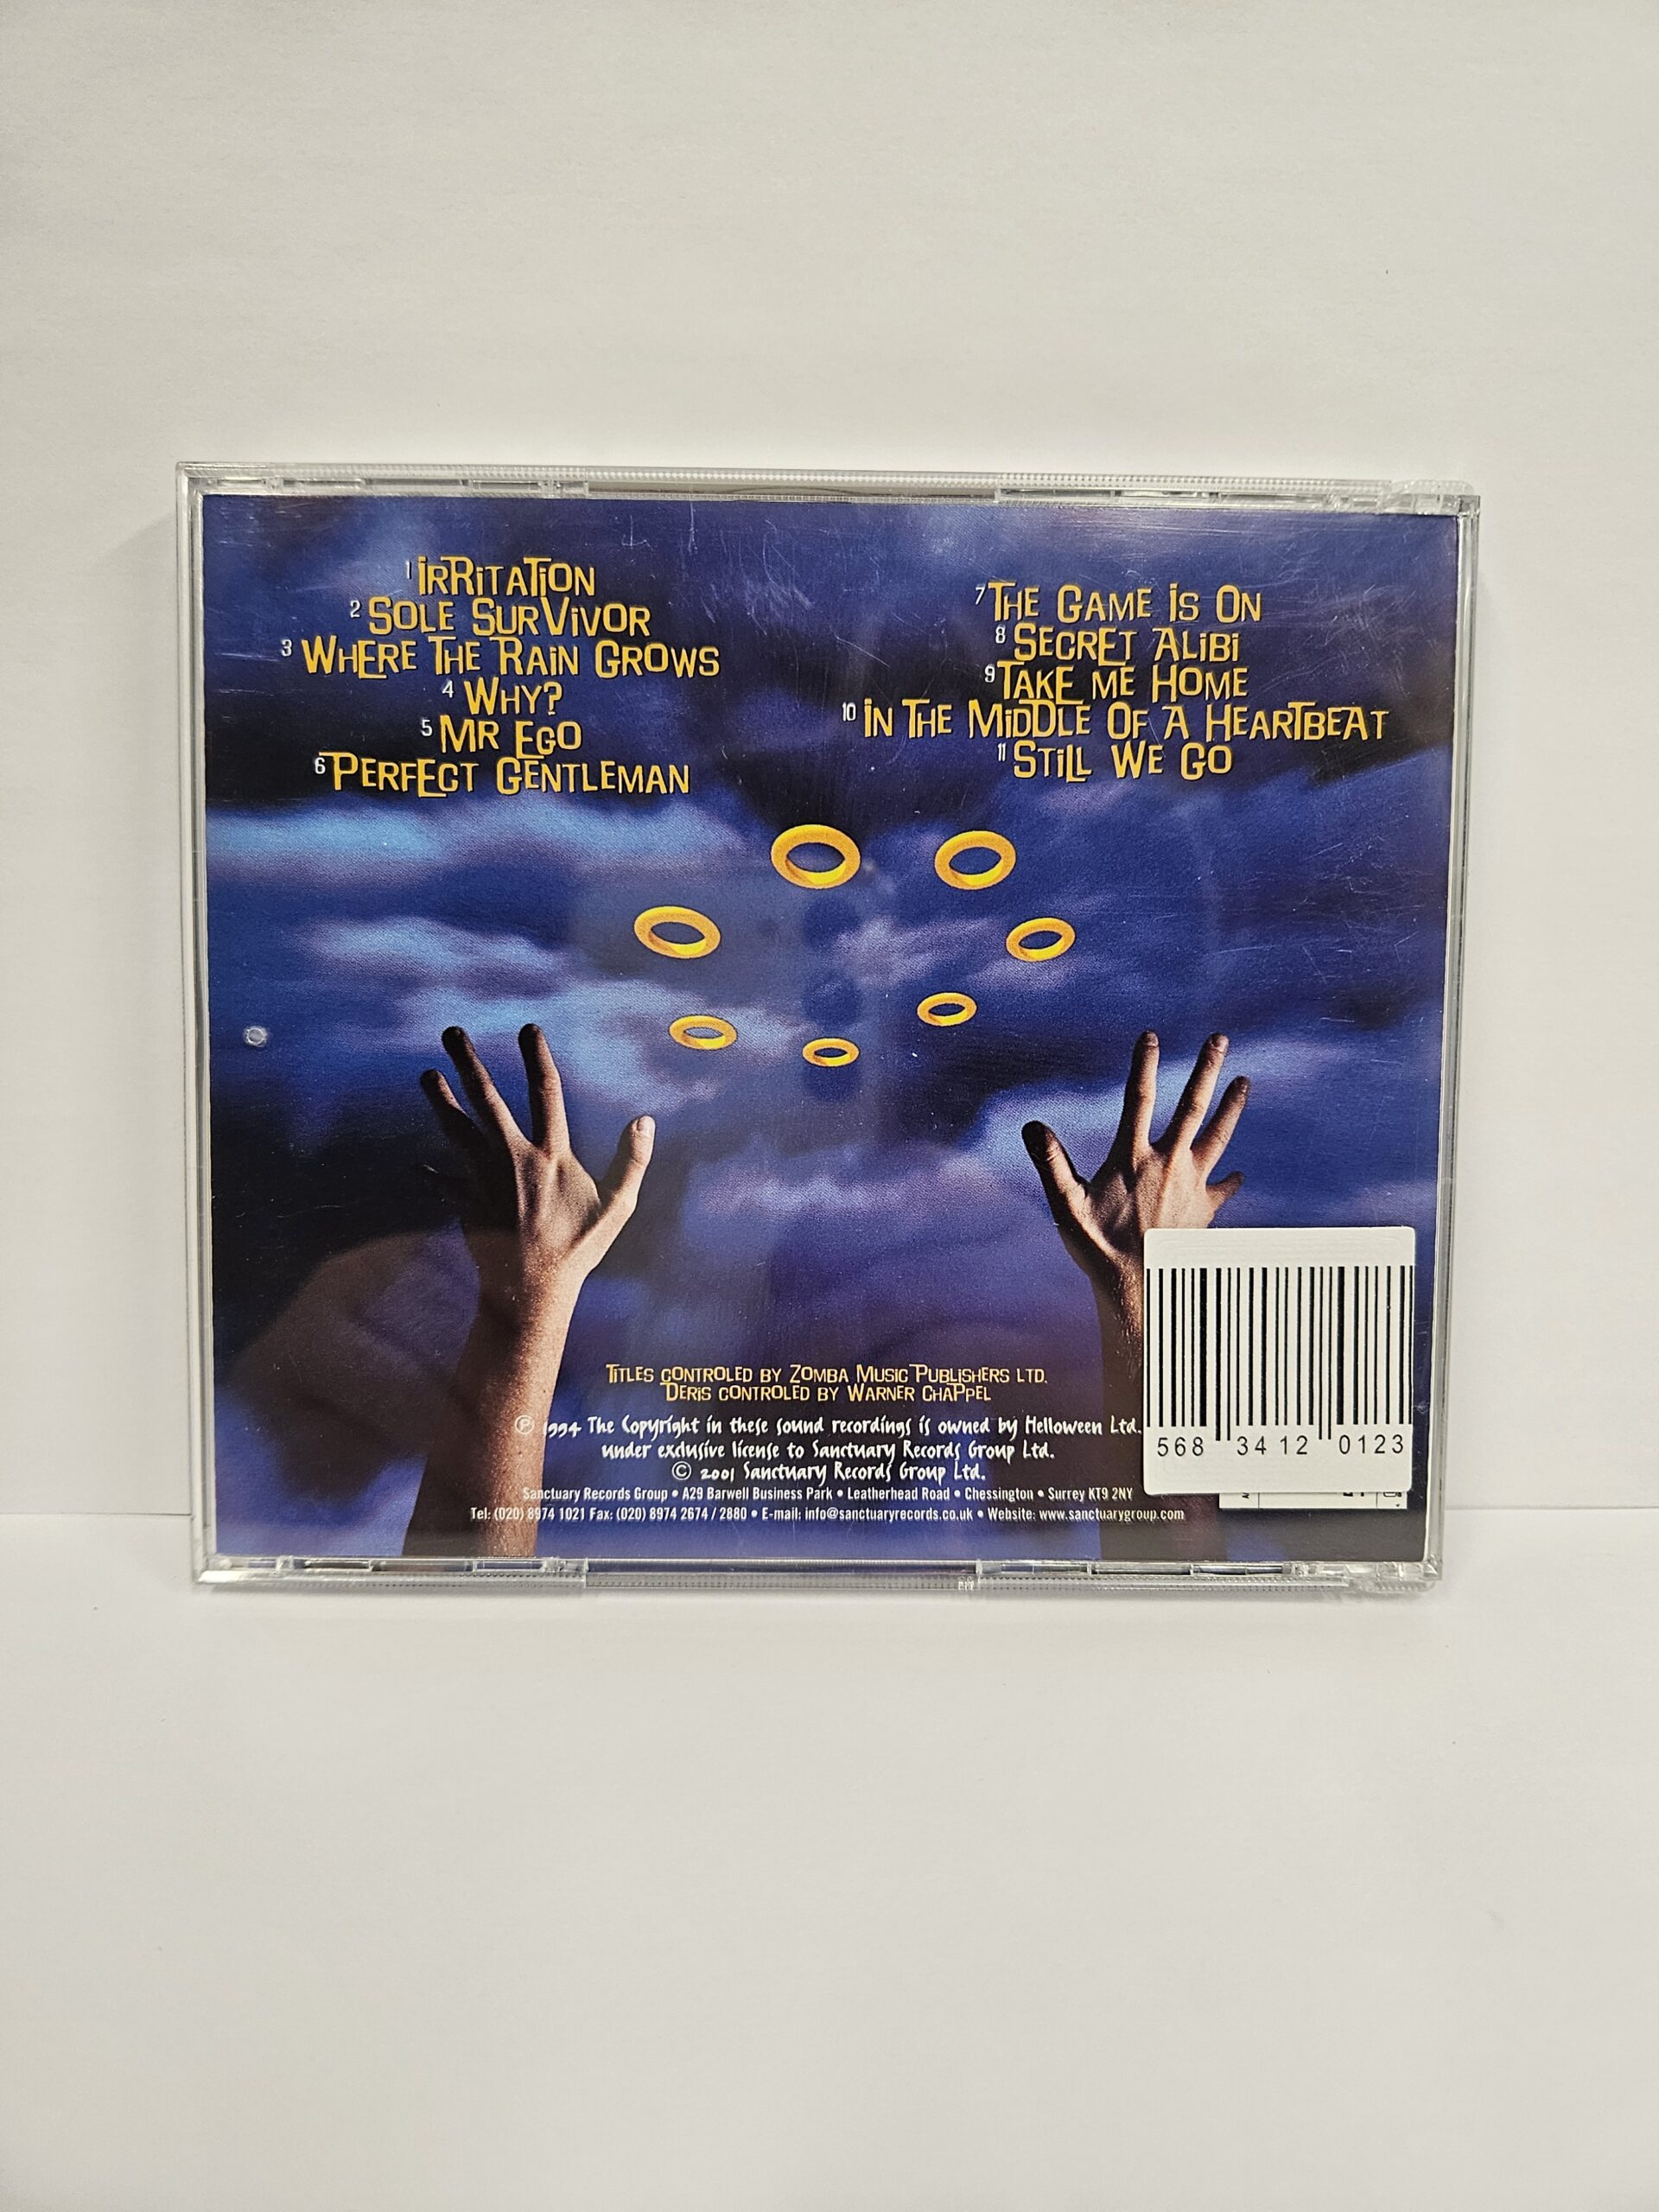 1 Irritation
2 Sole Survivor
3 Where The Rain Grows
4 Why?
5 Mr Ego
6 Perfect Gentleman
7 The Game Is On
8 Secret Alibi
9 Take Me Home
10 In The Middle Of A Heartbeat
11 Still We Go
Titles controled by Zomba Music Publishers Ltd.
Deris controled by Warner Chappel
℗ 1994 The Copyright in these sound recordings is owned by Helloween Ltd.
under exclusive license to Sanctuary Records Group Ltd.
© 2001 Sanctuary Records Group Ltd.
Sanctuary Records Group • A29 Barwell Business Park • Leatherhead Road • Chessington • Surrey KT9 2NY
Tel: (020) 8974 1021 Fax: (020) 8974 2674 / 2880 • E-mail: info@sanctuaryrecords.co.uk • Website: www.sanctuarygroup.com
568 3412 0123